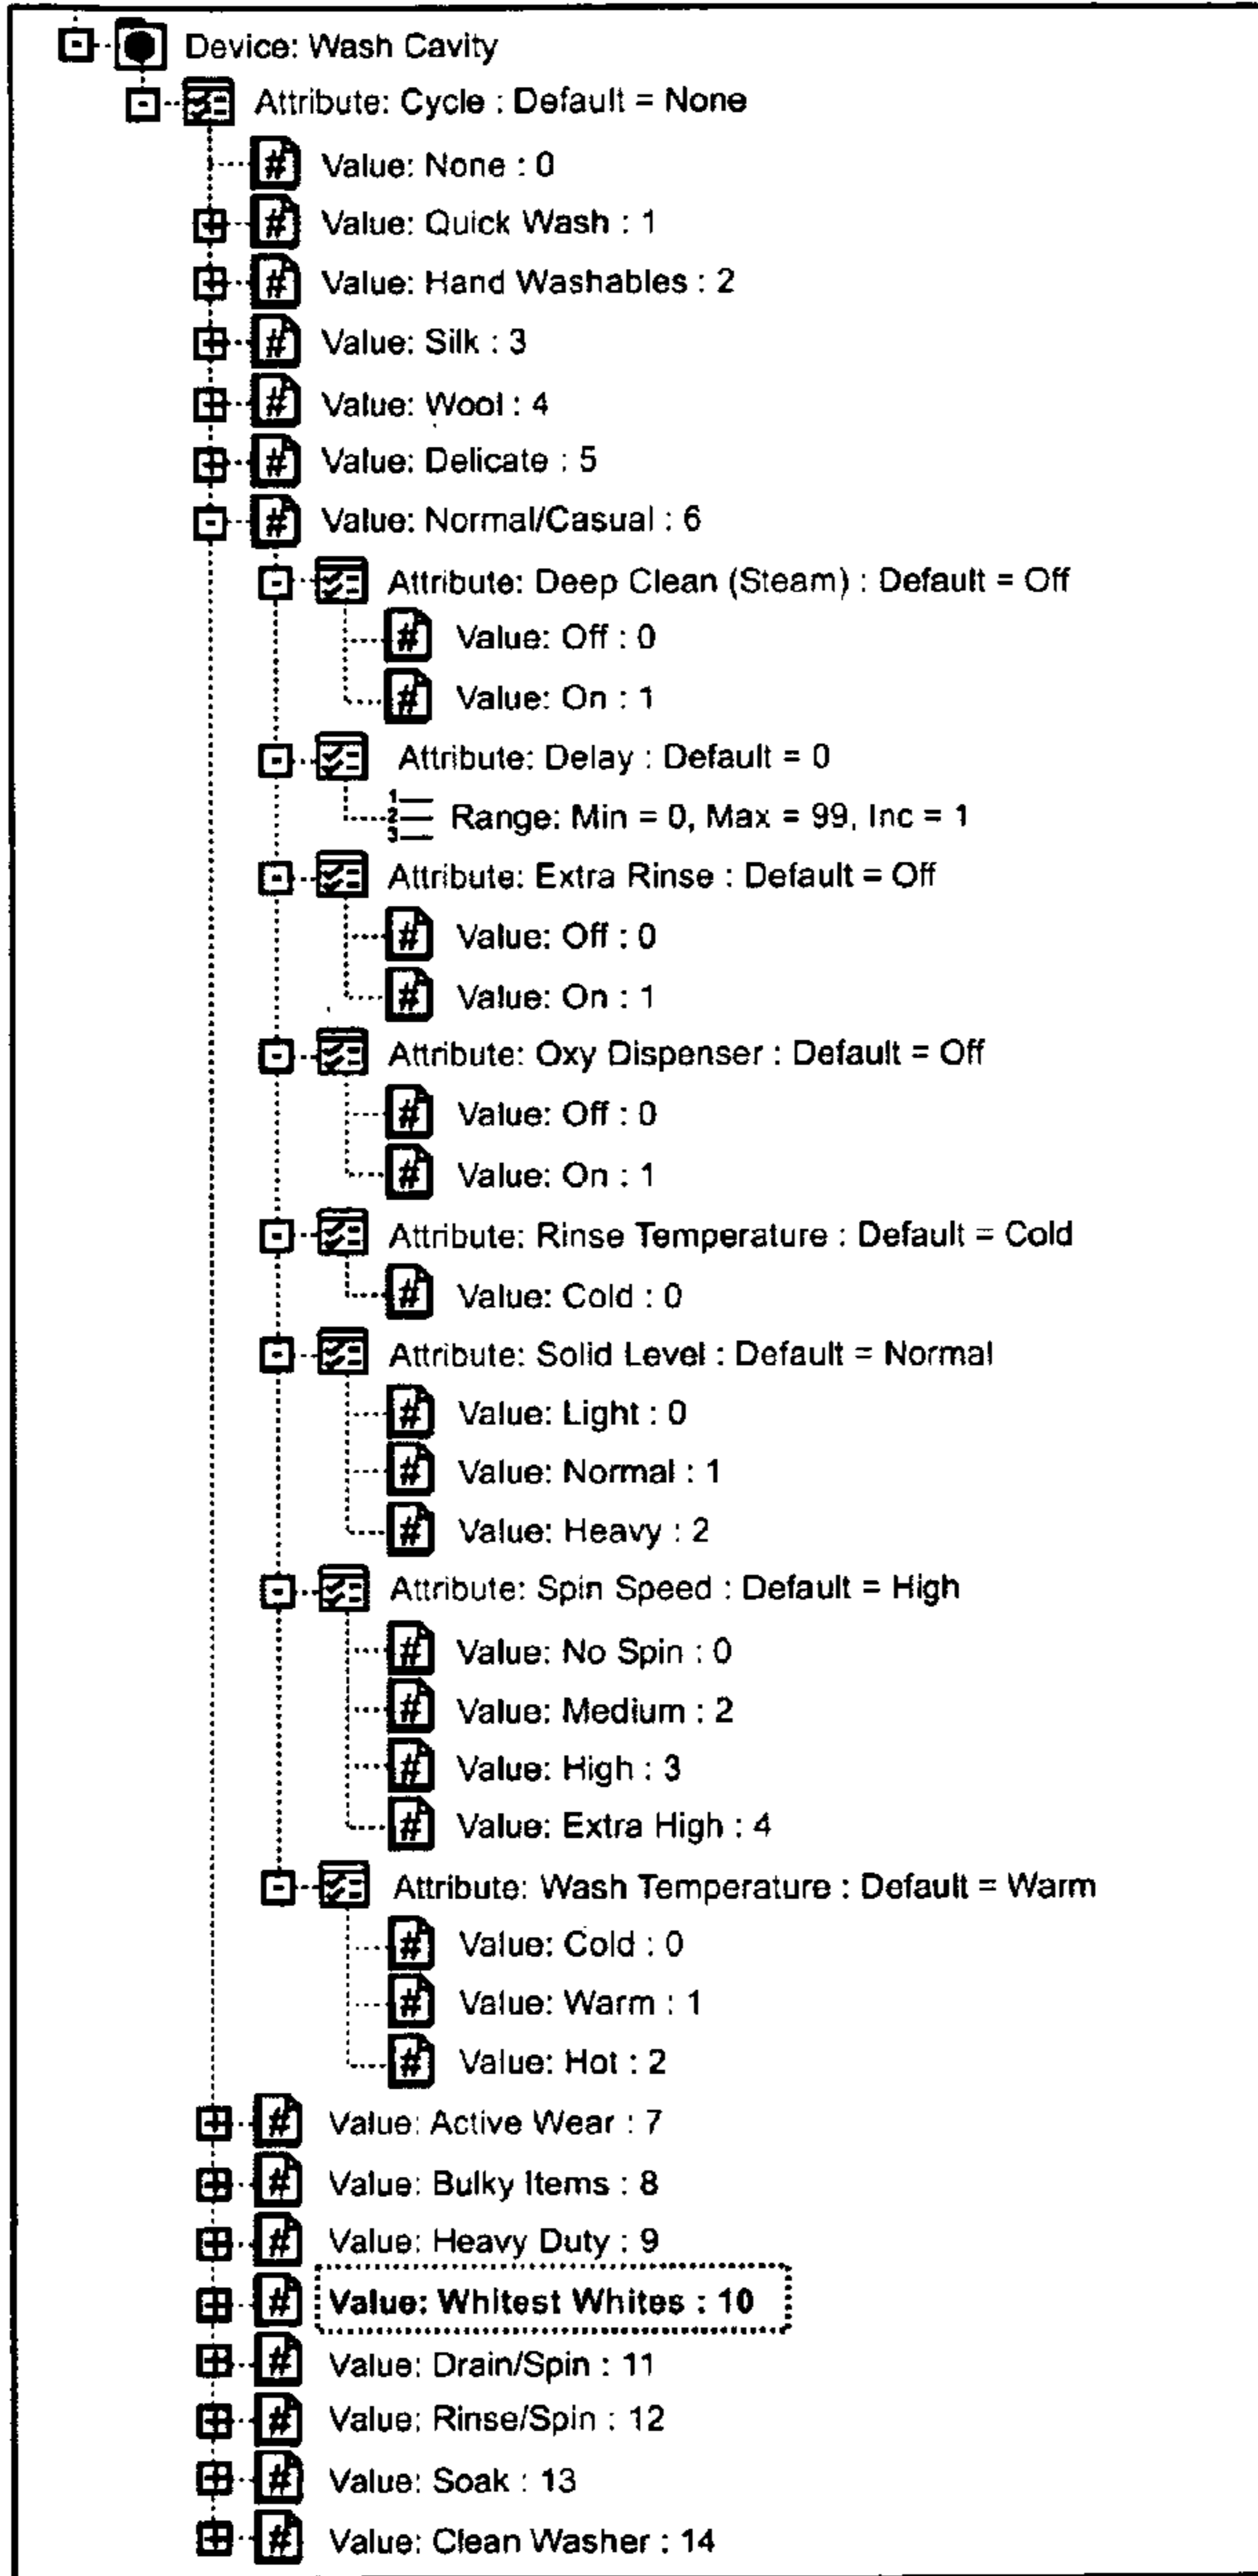 Device: Wash Cavity
Attribute: Cycle : Default = None
# Value: None : 0
# Value: Quick Wash : 1
# Value: Hand Washables : 2
# Value: Silk : 3
# Value: Wool : 4
# Value: Delicate : 5
# Value: Normal/Casual : 6
Attribute: Deep Clean (Steam) : Default = Off
# Value: Off : 0
# Value: On : 1
Attribute: Delay : Default = 0
1 2 3 Range: Min = 0, Max = 99, Inc = 1
Attribute: Extra Rinse : Default = Off
# Value: Off : 0
# Value: On : 1
Attribute: Oxy Dispenser : Default = Off
# Value: Off : 0
# Value: On : 1
Attribute: Rinse Temperature : Default = Cold
# Value: Cold : 0
Attribute: Solid Level : Default = Normal
# Value: Light : 0
# Value: Normal : 1
# Value: Heavy : 2
Attribute: Spin Speed : Default = High
# Value: No Spin : 0
# Value: Medium : 2
# Value: High : 3
# Value: Extra High : 4
Attribute: Wash Temperature : Default = Warm
# Value: Cold : 0
# Value: Warm : 1
# Value: Hot : 2
# Value: Active Wear : 7
# Value: Bulky Items : 8
# Value: Heavy Duty : 9
# Value: Whitest Whites : 10
# Value: Drain/Spin : 11
# Value: Rinse/Spin : 12
# Value: Soak : 13
# Value: Clean Washer : 14